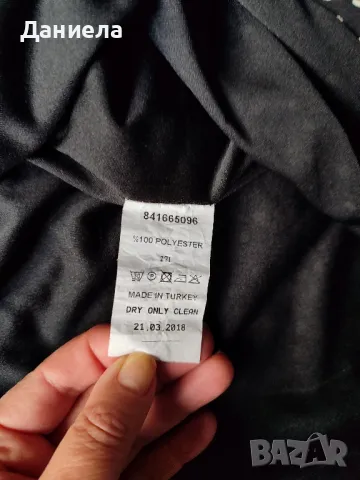 Даниела
841665096
%100 POLYESTER
271
MADE IN TURKEY
DRY ONLY CLEAN
21.03.2018
BAZAR